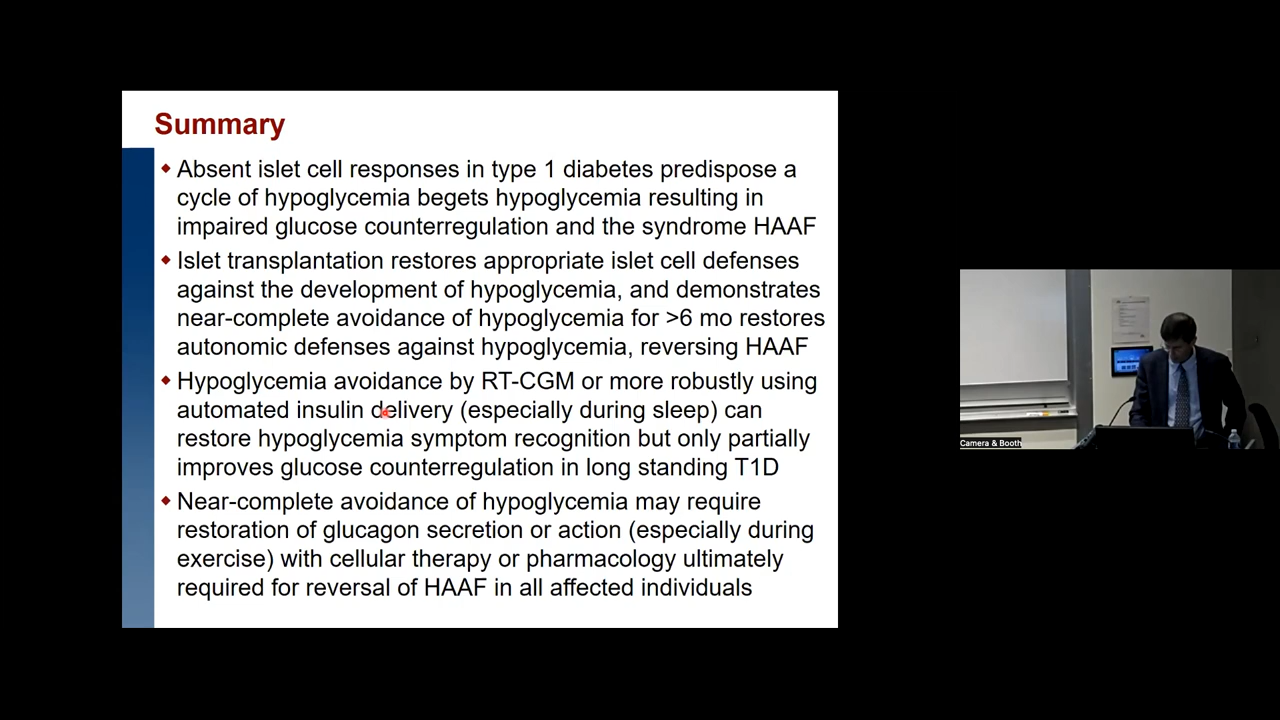 Summary
Absent islet cell responses in type 1 diabetes predispose a
cycle of hypoglycemia begets hypoglycemia resulting in
impaired glucose counterregulation and the syndrome HAAF
Islet transplantation restores appropriate islet cell defenses
against the development of hypoglycemia, and demonstrates
near-complete avoidance of hypoglycemia for >6 mo restores
autonomic defenses against hypoglycemia, reversing HAAF
Hypoglycemia avoidance by RT-CGM or more robustly using
automated insulin delivery (especially during sleep) can
restore hypoglycemia symptom recognition but only partially
improves glucose counterregulation in long standing T1D
Near-complete avoidance of hypoglycemia may require
restoration of glucagon secretion or action (especially during
exercise) with cellular therapy or pharmacology ultimately
required for reversal of HAAF in all affected individuals
Camera & Booth